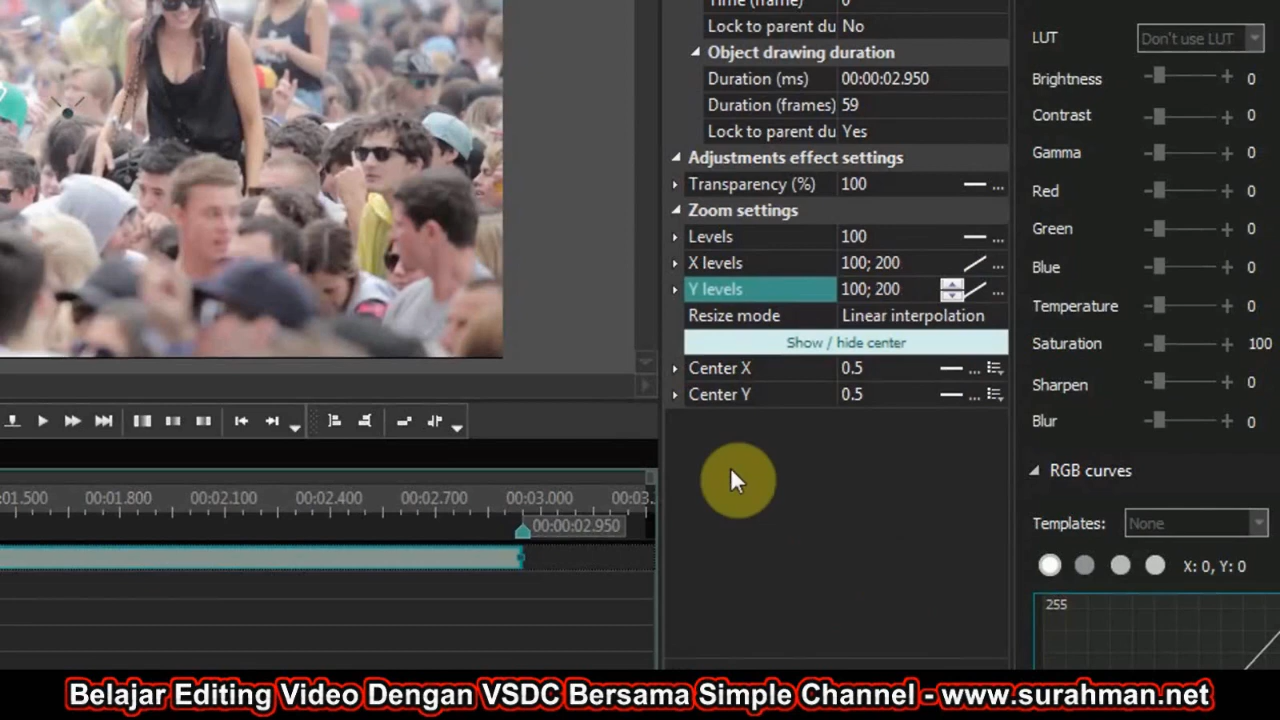 Time (frame) 0
Lock to parent du No
Object drawing duration
Duration (ms) 00:00:02.950
Duration (frames) 59
Lock to parent du Yes
Adjustments effect settings
Transparency (%) 100 ...
Zoom settings
Levels 100 ...
X levels 100; 200 ...
Y levels 100; 200 ...
Resize mode Linear interpolation
Show / hide center
Center X 0.5 ...
Center Y 0.5 ...
LUT Don't use LUT
Brightness - + 0
Contrast - + 0
Gamma - + 0
Red - + 0
Green - + 0
Blue - + 0
Temperature - + 0
Saturation - + 100
Sharpen - + 0
Blur - + 0
RGB curves
Templates: None
X: 0, Y: 0
255
01.500 00:01.800 00:02.100 00:02.400 00:02.700 00:03.000 00:03.
00:00:02.950
Belajar Editing Video Dengan VSDC Bersama Simple Channel - www.surahman.net